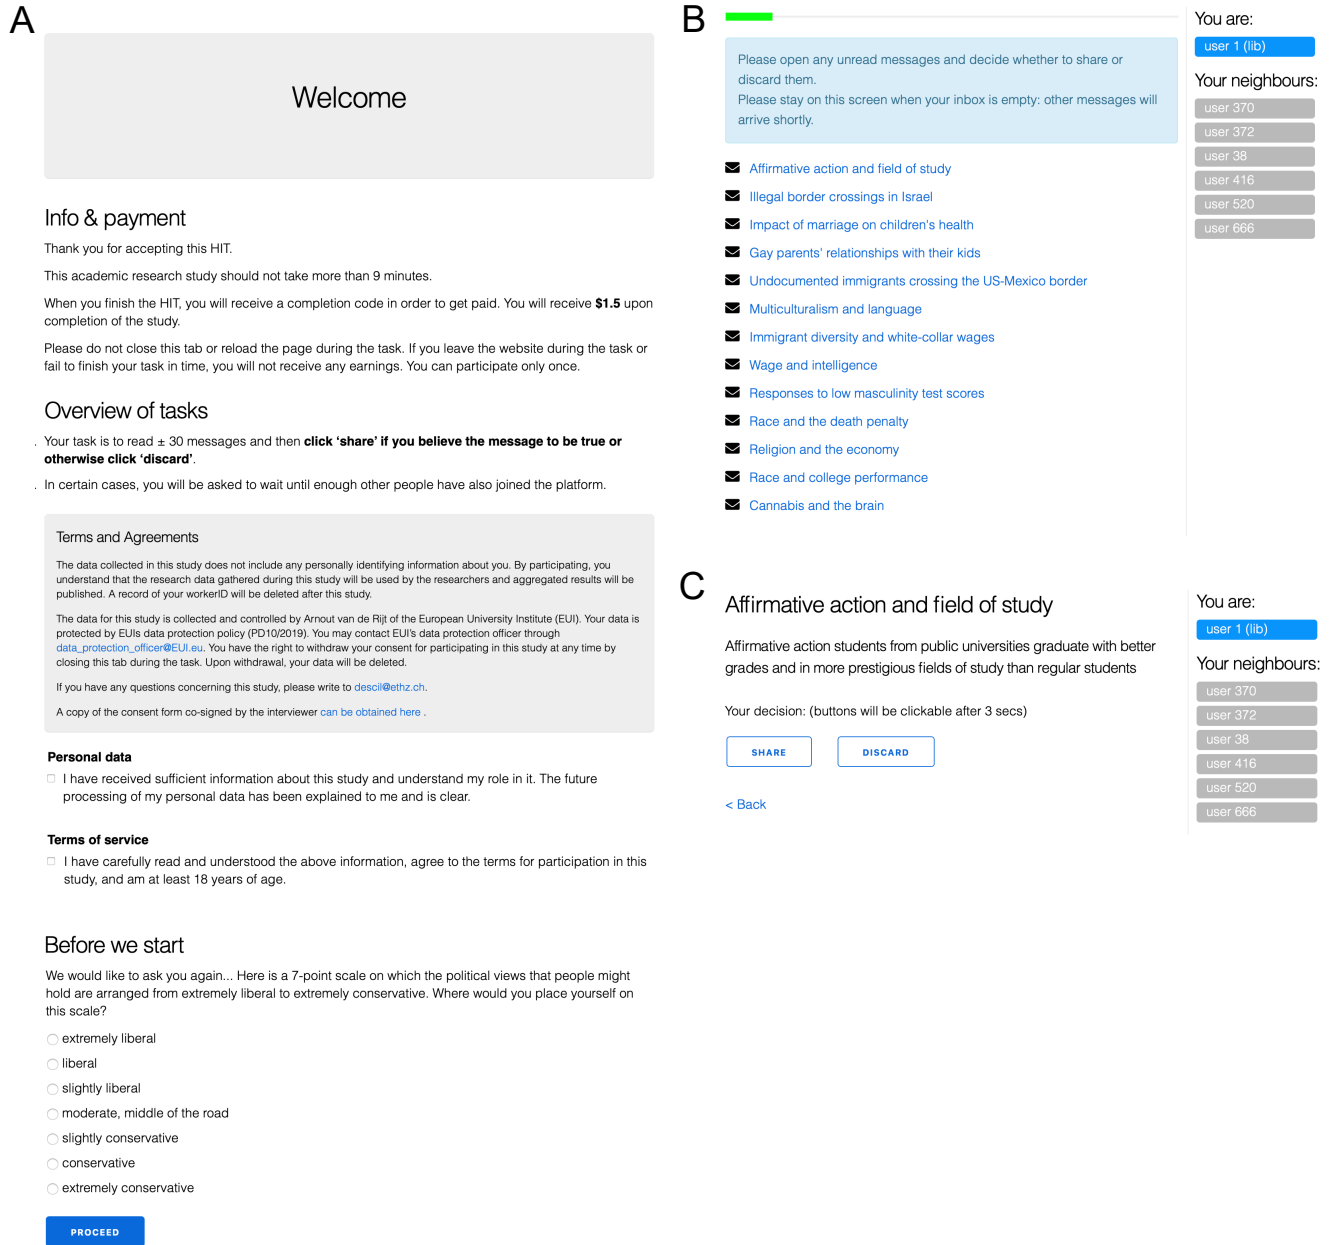 A
Welcome
Info & payment
Thank you for accepting this HIT.
This academic research study should not take more than 9 minutes.
When you finish the HIT, you will receive a completion code in order to get paid. You will receive $1.5 upon
completion of the study.
Please do not close this tab or reload the page during the task. If you leave the website during the task or
fail to finish your task in time, you will not receive any earnings. You can participate only once.
Overview of tasks
. Your task is to read ± 30 messages and then click ‘share’ if you believe the message to be true or
otherwise click ‘discard’.
. In certain cases, you will be asked to wait until enough other people have also joined the platform.
Terms and Agreements
The data collected in this study does not include any personally identifying information about you. By participating, you
understand that the research data gathered during this study will be used by the researchers and aggregated results will be
published. A record of your workerID will be deleted after this study.
The data for this study is collected and controlled by Arnout van de Rijt of the European University Institute (EUI). Your data is
protected by EUIs data protection policy (PD10/2019). You may contact EUI's data protection officer through
data_protection_officer@EUI.eu. You have the right to withdraw your consent for participating in this study at any time by
closing this tab during the task. Upon withdrawal, your data will be deleted.
If you have any questions concerning this study, please write to descil@ethz.ch.
A copy of the consent form co-signed by the interviewer can be obtained here .
Personal data
I have received sufficient information about this study and understand my role in it. The future
processing of my personal data has been explained to me and is clear.
Terms of service
I have carefully read and understood the above information, agree to the terms for participation in this
study, and am at least 18 years of age.
Before we start
We would like to ask you again... Here is a 7-point scale on which the political views that people might
hold are arranged from extremely liberal to extremely conservative. Where would you place yourself on
this scale?
extremely liberal
liberal
slightly liberal
moderate, middle of the road
slightly conservative
conservative
extremely conservative
PROCEED
B
Please open any unread messages and decide whether to share or
discard them.
Please stay on this screen when your inbox is empty: other messages will
arrive shortly.
Affirmative action and field of study
Illegal border crossings in Israel
Impact of marriage on children's health
Gay parents' relationships with their kids
Undocumented immigrants crossing the US-Mexico border
Multiculturalism and language
Immigrant diversity and white-collar wages
Wage and intelligence
Responses to low masculinity test scores
Race and the death penalty
Religion and the economy
Race and college performance
Cannabis and the brain
You are:
user 1 (lib)
Your neighbours:
user 370
user 372
user 38
user 416
user 520
user 666
C
Affirmative action and field of study
Affirmative action students from public universities graduate with better
grades and in more prestigious fields of study than regular students
Your decision: (buttons will be clickable after 3 secs)
SHARE DISCARD
< Back
You are:
user 1 (lib)
Your neighbours:
user 370
user 372
user 38
user 416
user 520
user 666